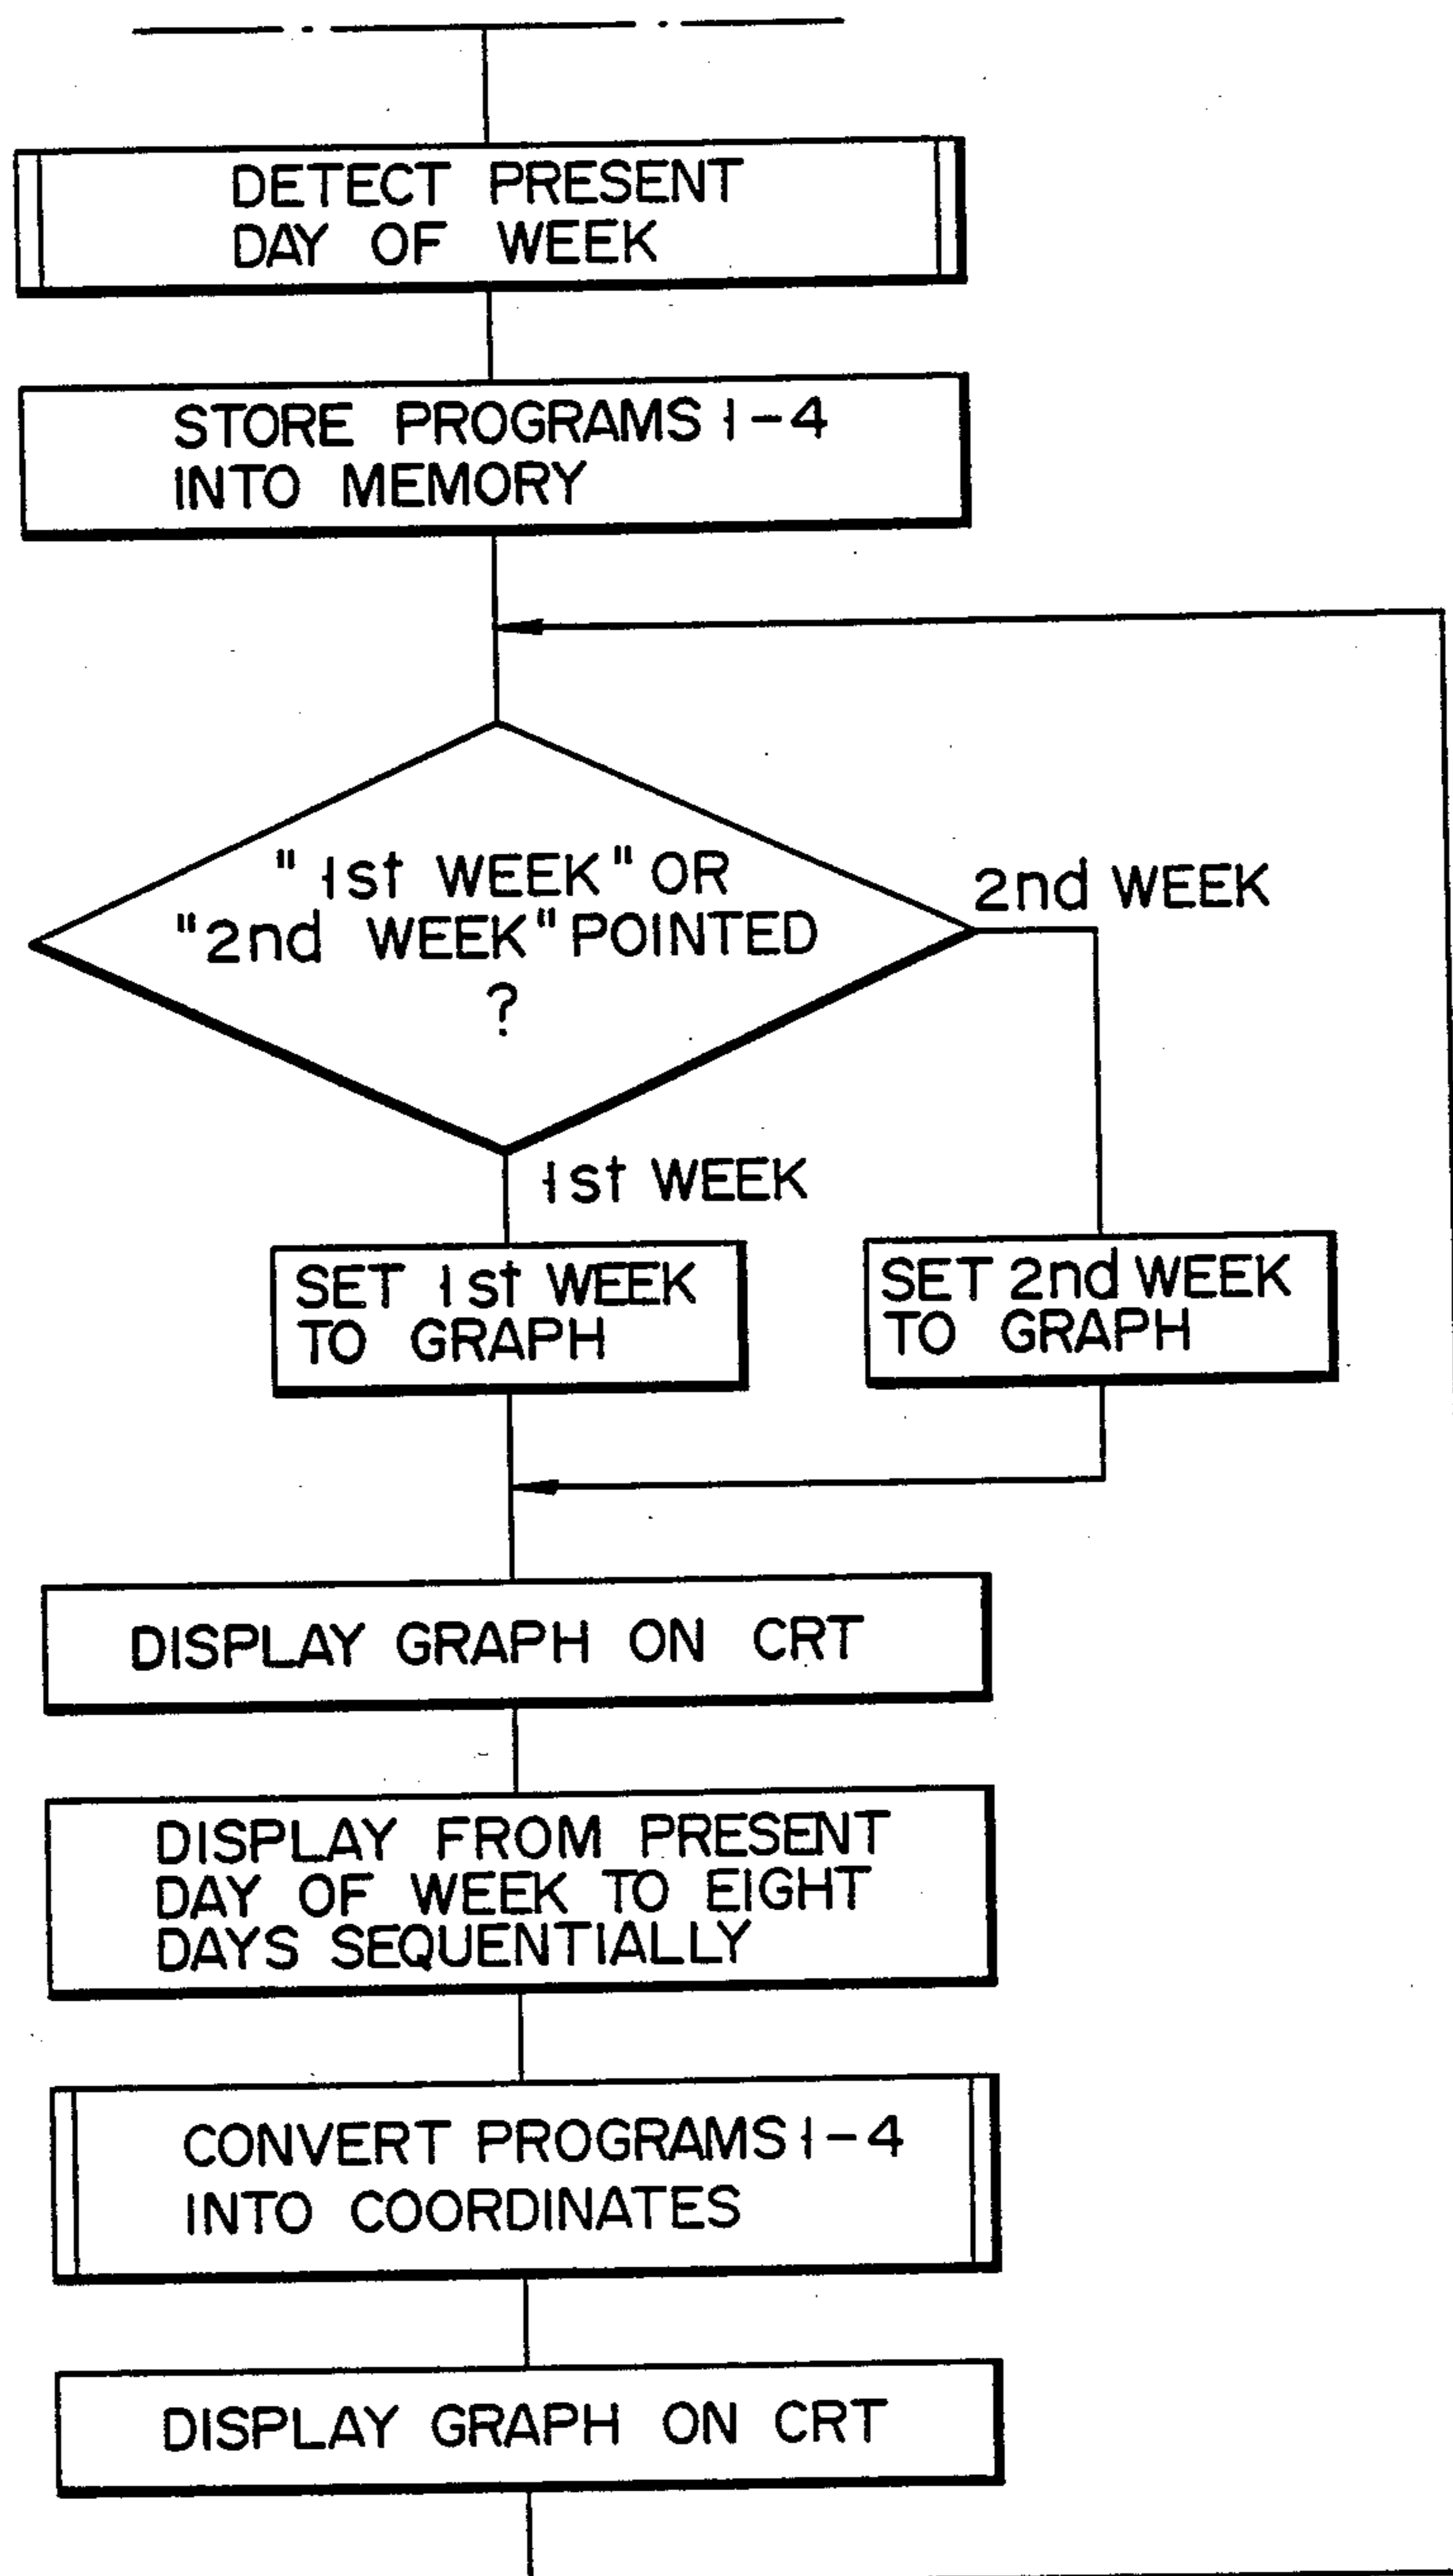 DETECT PRESENT
DAY OF WEEK
STORE PROGRAMS 1-4
INTO MEMORY
"1st WEEK" OR
"2nd WEEK" POINTED
?
2nd WEEK
1st WEEK
SET 1st WEEK
TO GRAPH
SET 2nd WEEK
TO GRAPH
DISPLAY GRAPH ON CRT
DISPLAY FROM PRESENT
DAY OF WEEK TO EIGHT
DAYS SEQUENTIALLY
CONVERT PROGRAMS 1-4
INTO COORDINATES
DISPLAY GRAPH ON CRT